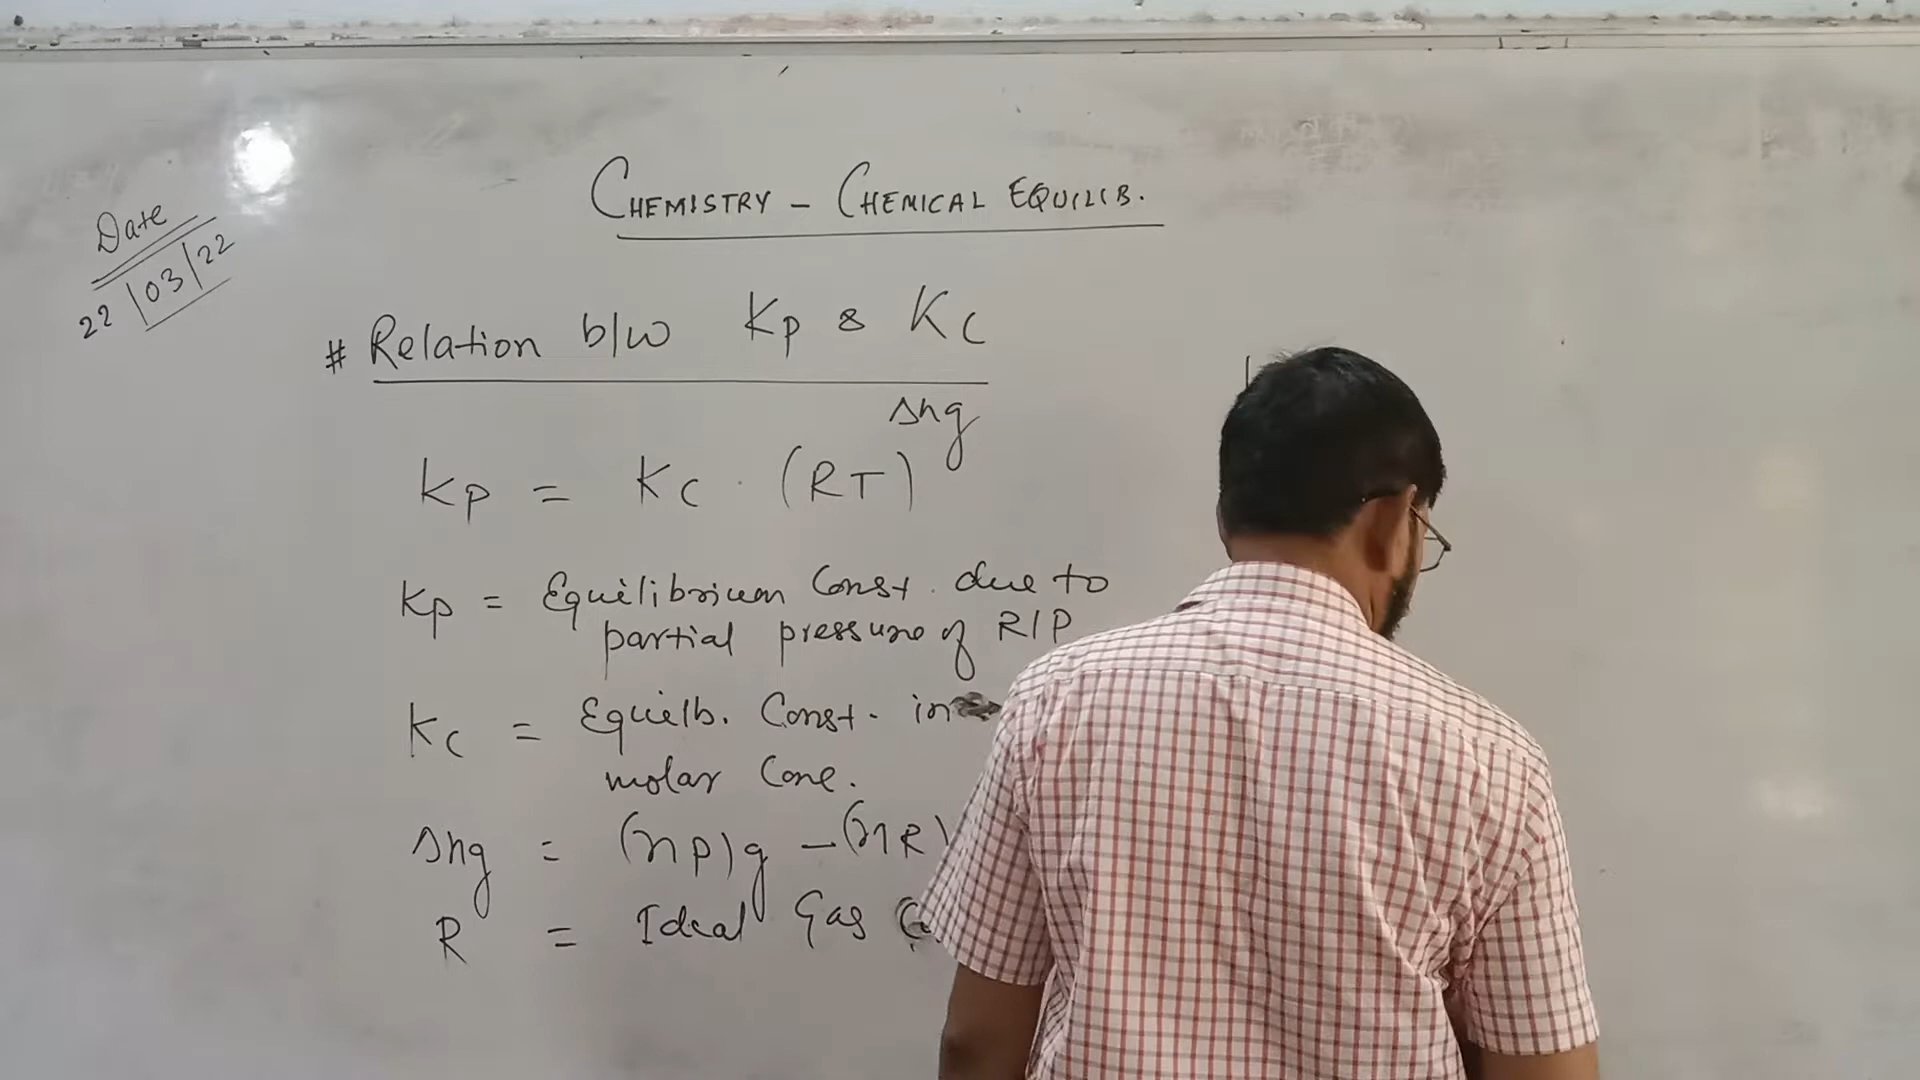 CHEMISTRY - CHEMICAL EQUILIB.
Date
22/03/22
# Relation b/w Kp & Kc
Kp = Kc . (RT)^Δng
Kp = Equilibrium Const. due to
partial pressure of R/P
Kc = Equilb. Const. in
molar Conc.
Δng = (nP)g - (nR)
R = Ideal Gas